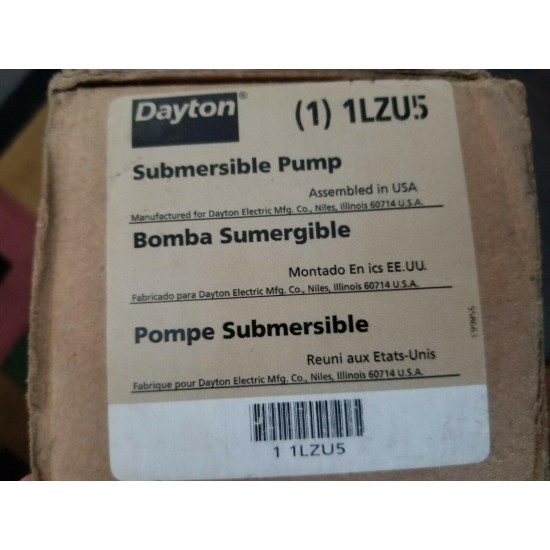 Dayton®
(1) 1LZU5
Submersible Pump
Assembled in USA
Manufactured for Dayton Electric Mfg. Co., Niles, Illinois 60714 U.S.A.
Bomba Sumergible
Montado En ics EE.UU.
Fabricado para Dayton Electric Mfg. Co., Niles, Illinois 60714 U.S.A.
Pompe Submersible
Reuni aux Etats-Unis
Fabrique pour Dayton Electric Mfg. Co., Niles, Illinois 60714 U.S.A.
1 1LZU5